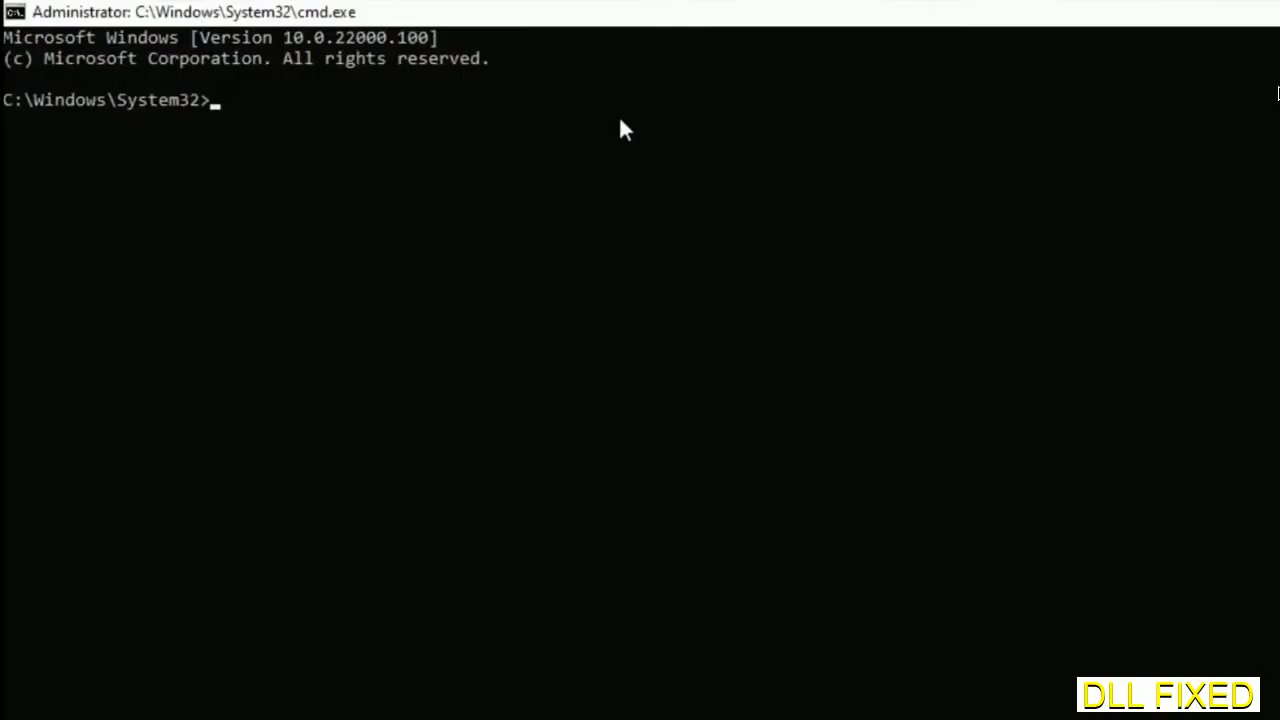 Administrator: C:\Windows\System32\cmd.exe
Microsoft Windows [Version 10.0.22000.100]
(c) Microsoft Corporation. All rights reserved.
C:\Windows\System32>
DLL FIXED